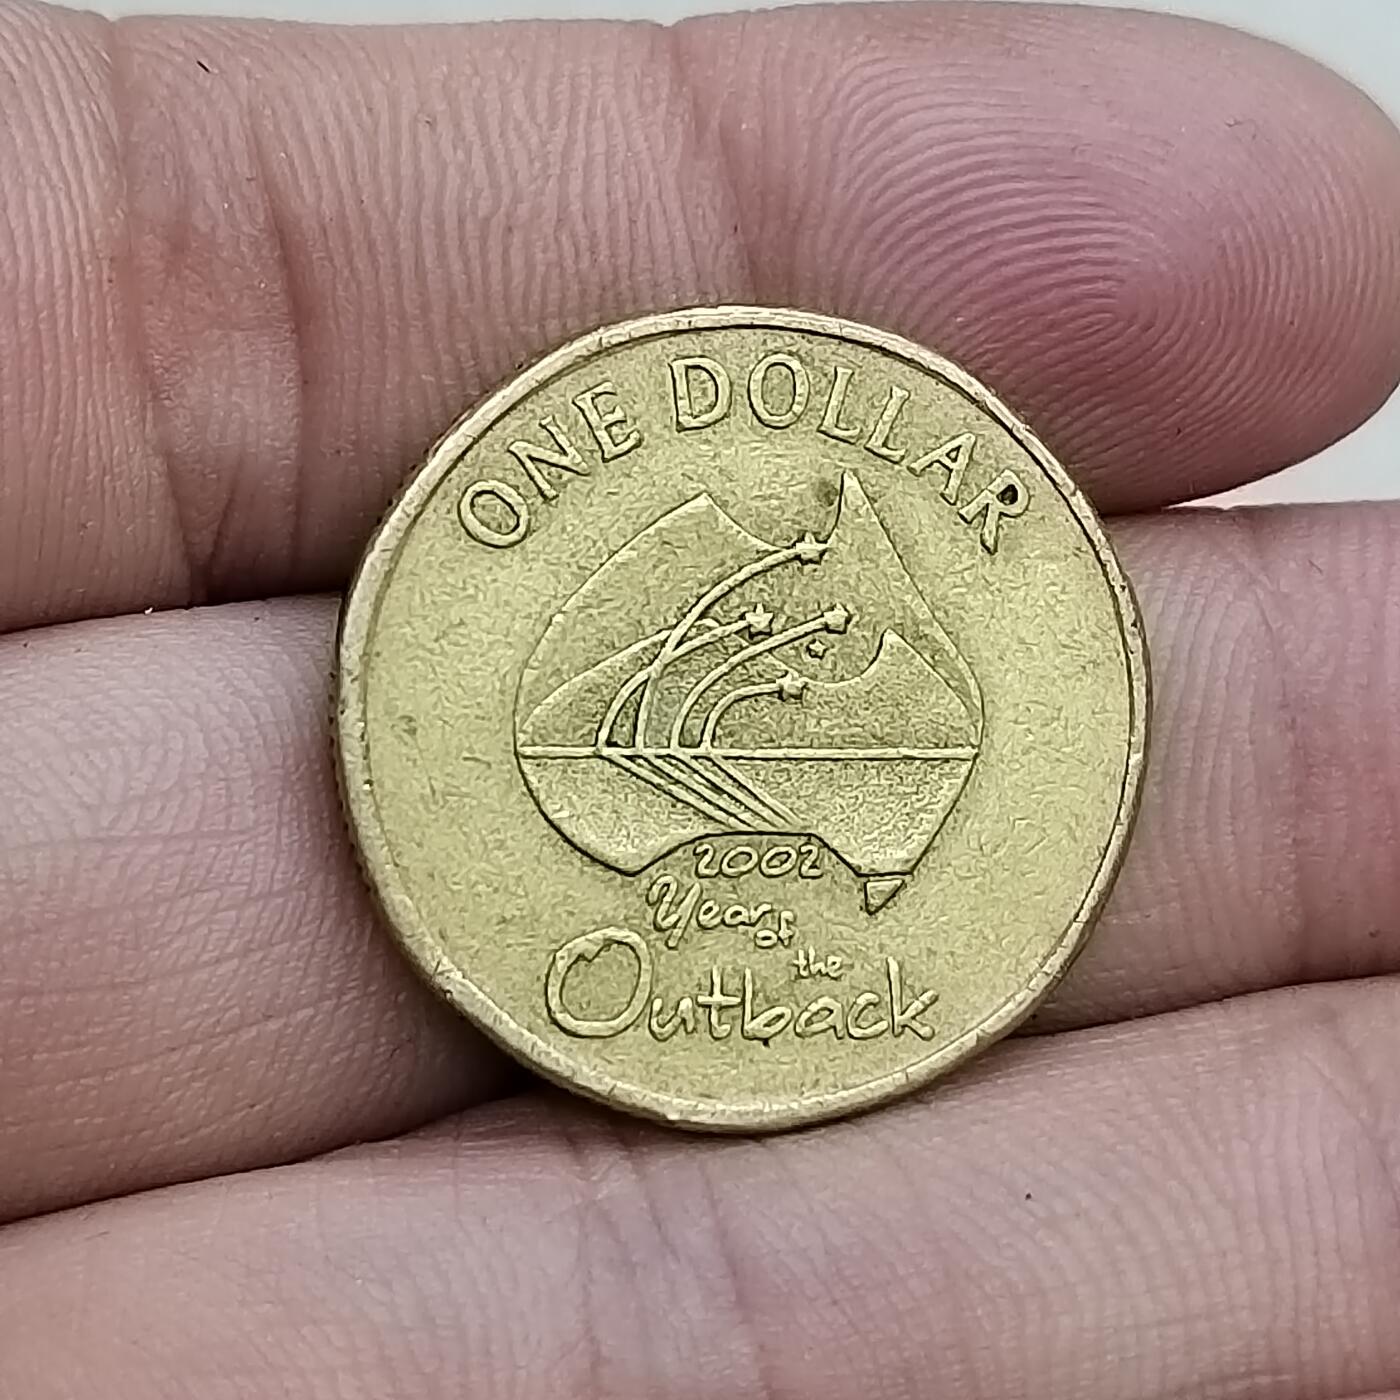 ONE DOLLAR
2002
Year
of
the
Outback